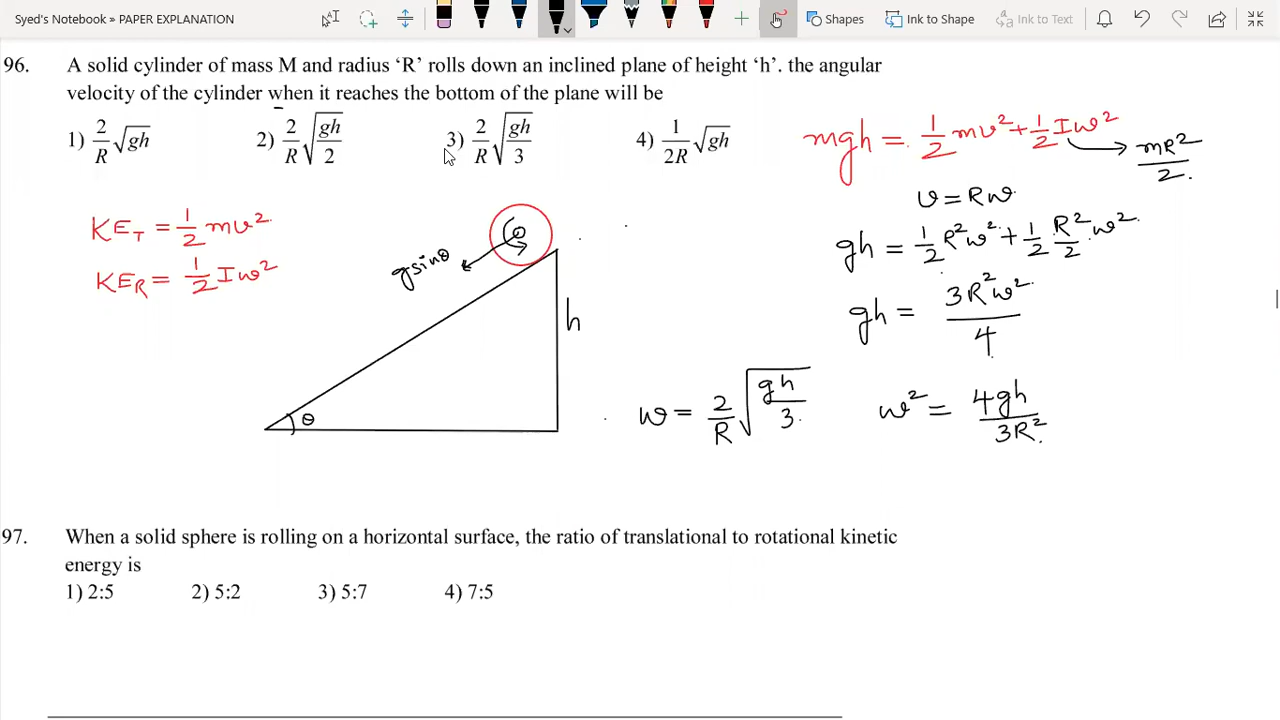 Syed's Notebook » PAPER EXPLANATION
Shapes
Ink to Shape
Ink to Text
96. A solid cylinder of mass M and radius ‘R’ rolls down an inclined plane of height ‘h’. the angular
velocity of the cylinder when it reaches the bottom of the plane will be
1) 2/R √gh 2) 2/R √(gh/2) 3) 2/R √(gh/3) 4) 1/2R √gh
mgh = 1/2 mv² + 1/2 Iω² → mR²/2
v = Rω
KE_T = 1/2 mv²
KE_R = 1/2 Iω²
gsinθ
h
θ
gh = 1/2 R²ω² + 1/2 R²/2 ω²
gh = 3R²ω²/4
ω² = 4gh/3R²
ω = 2/R √(gh/3)
97. When a solid sphere is rolling on a horizontal surface, the ratio of translational to rotational kinetic
energy is
1) 2:5 2) 5:2 3) 5:7 4) 7:5